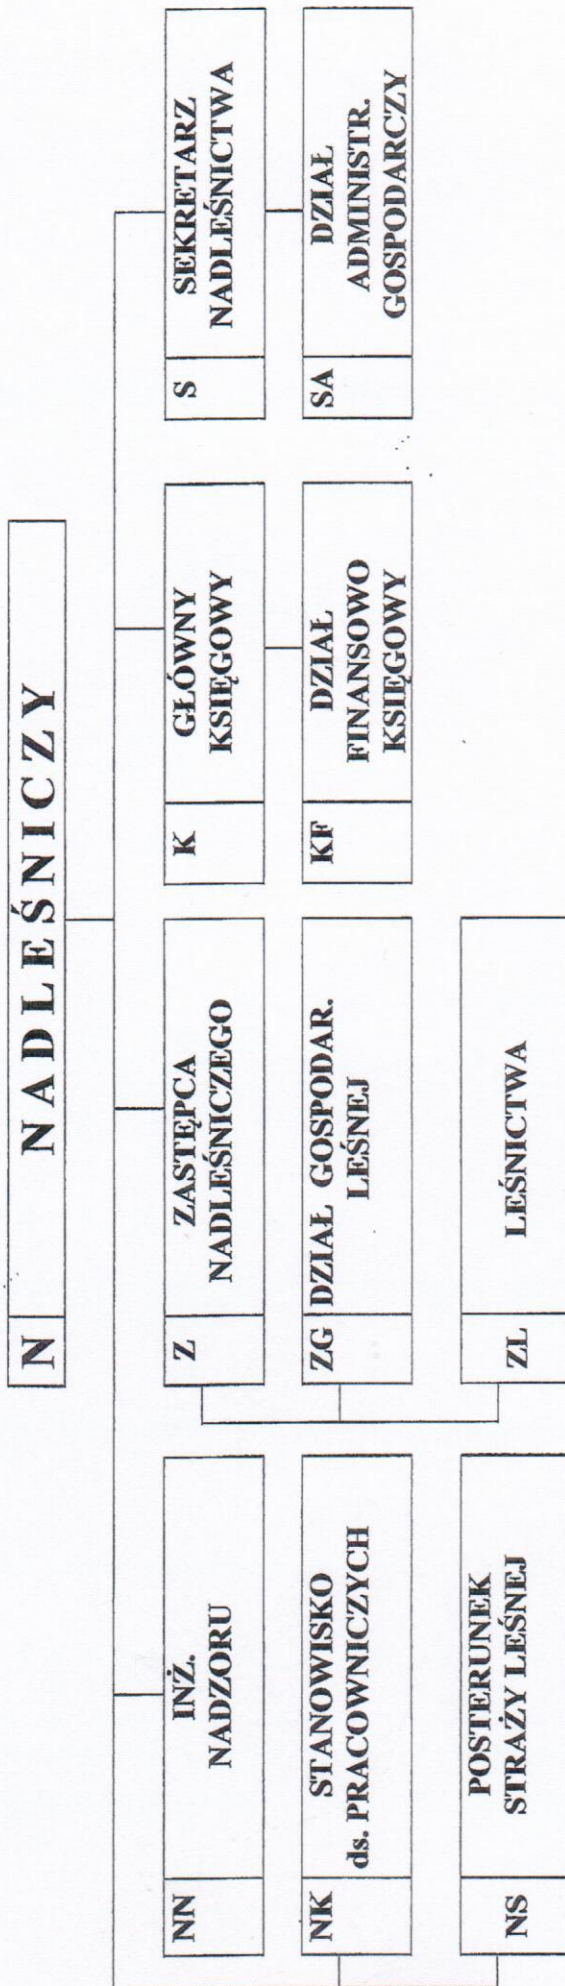 N NADLEŚNICZY
NN INŻ.
NADZORU
NK STANOWISKO
ds. PRACOWNICZYCH
NS POSTERUNEK
STRAŻY LEŚNEJ
Z ZASTĘPCA
NADLEŚNICZEGO
ZG DZIAŁ GOSPODAR.
LEŚNEJ
ZL LEŚNICTWA
K GŁÓWNY
KSIĘGOWY
KF DZIAŁ
FINANSOWO
KSIĘGOWY
S SEKRETARZ
NADLEŚNICTWA
SA DZIAŁ
ADMINISTR.
GOSPODARCZY